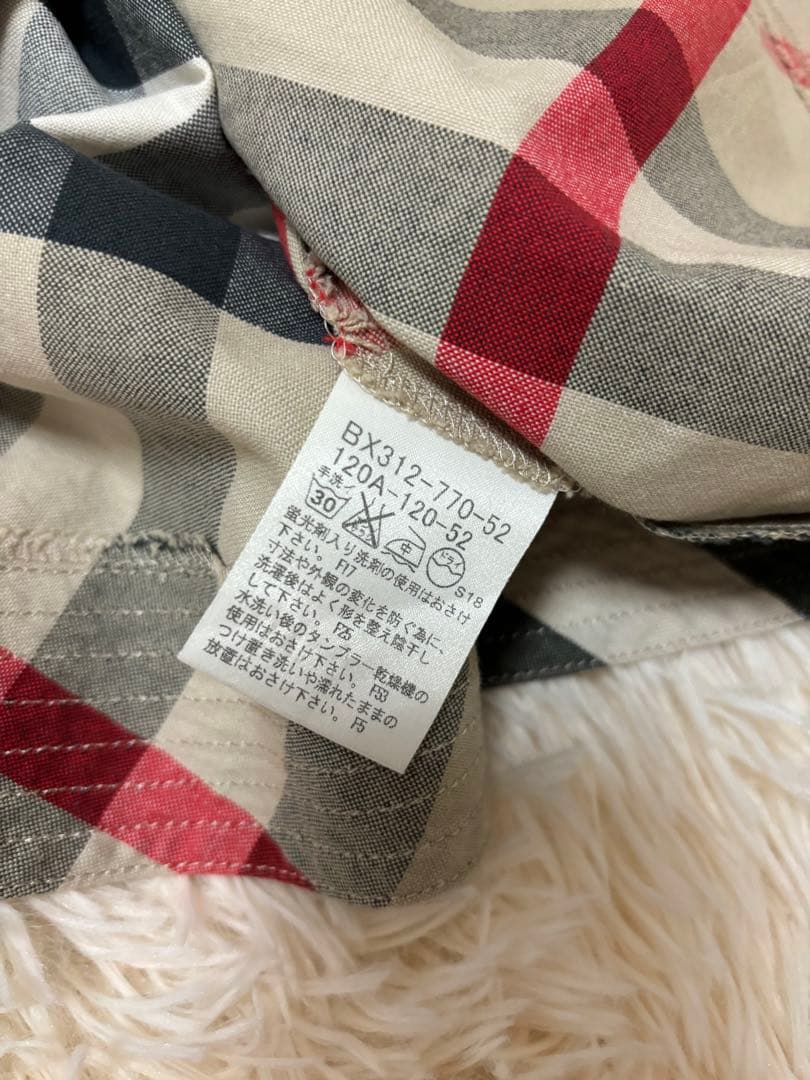 BX312-770-52
120A-120-52
手洗イ
30 中 ドライ
S18
蛍光剤入り洗剤の使用はおさけ
下さい。F17
寸法や外観の変化を防ぐ為に、
洗濯後はよく形を整え陰干し
して下さい。F25
水洗い後のタンブラー乾燥機の
使用はおさけ下さい。F53
つけ置き洗いや濡れたままの
放置はおさけ下さい。F5